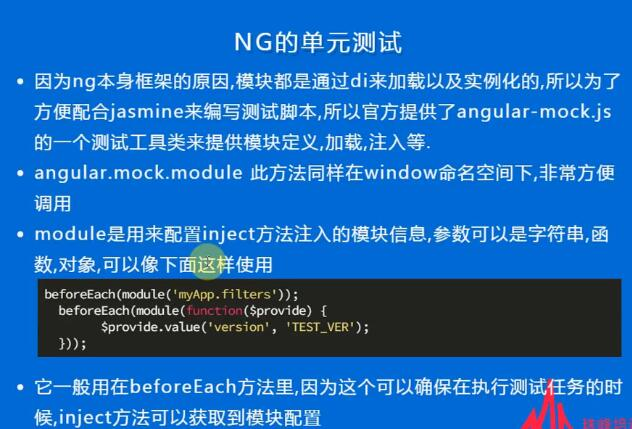 NG的单元测试
• 因为ng本身框架的原因,模块都是通过di来加载以及实例化的,所以为了
方便配合jasmine来编写测试脚本,所以官方提供了angular-mock.js
的一个测试工具类来提供模块定义,加载,注入等.
• angular.mock.module 此方法同样在window命名空间下,非常方便
调用
• module是用来配置inject方法注入的模块信息,参数可以是字符串,函
数,对象,可以像下面这样使用
beforeEach(module('myApp.filters'));
beforeEach(module(function($provide) {
$provide.value('version', 'TEST_VER');
}));
• 它一般用在beforeEach方法里,因为这个可以确保在执行测试任务的时
候,inject方法可以获取到模块配置